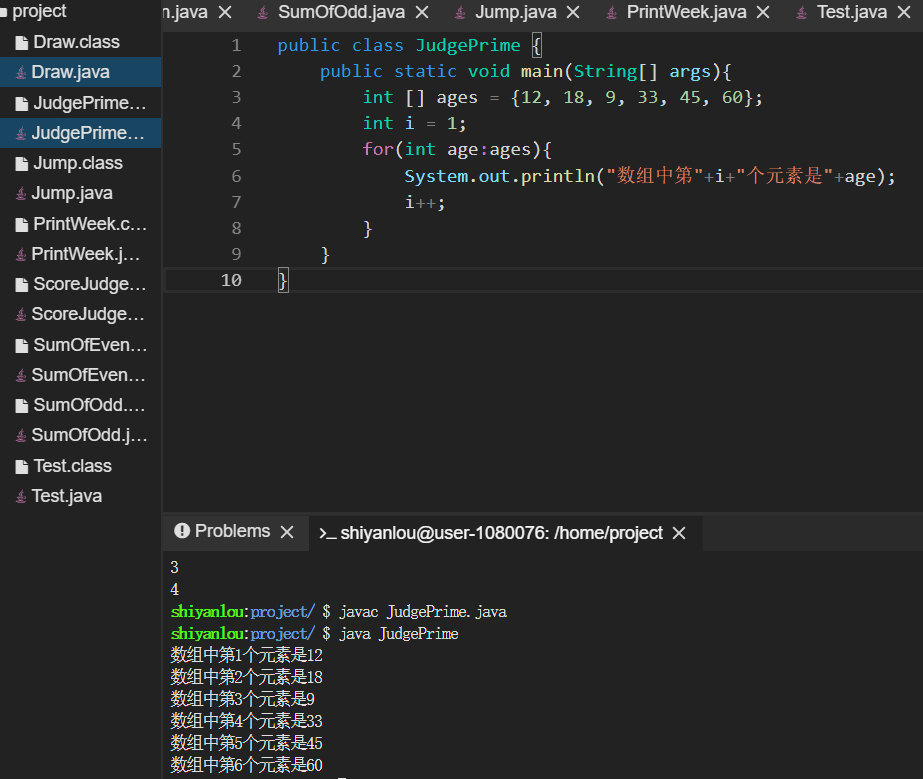 project
Draw.class
Draw.java
JudgePrime...
JudgePrime...
Jump.class
Jump.java
PrintWeek.c...
PrintWeek.j...
ScoreJudge...
ScoreJudge...
SumOfEven...
SumOfEven...
SumOfOdd....
SumOfOdd.j...
Test.class
Test.java
n.java SumOfOdd.java Jump.java PrintWeek.java Test.java
1 public class JudgePrime {
2 public static void main(String[] args){
3 int [] ages = {12, 18, 9, 33, 45, 60};
4 int i = 1;
5 for(int age:ages){
6 System.out.println("数组中第"+i+"个元素是"+age);
7 i++;
8 }
9 }
10 }
Problems >_ shiyanlou@user-1080076: /home/project
3
4
shiyanlou:project/ $ javac JudgePrime.java
shiyanlou:project/ $ java JudgePrime
数组中第1个元素是12
数组中第2个元素是18
数组中第3个元素是9
数组中第4个元素是33
数组中第5个元素是45
数组中第6个元素是60